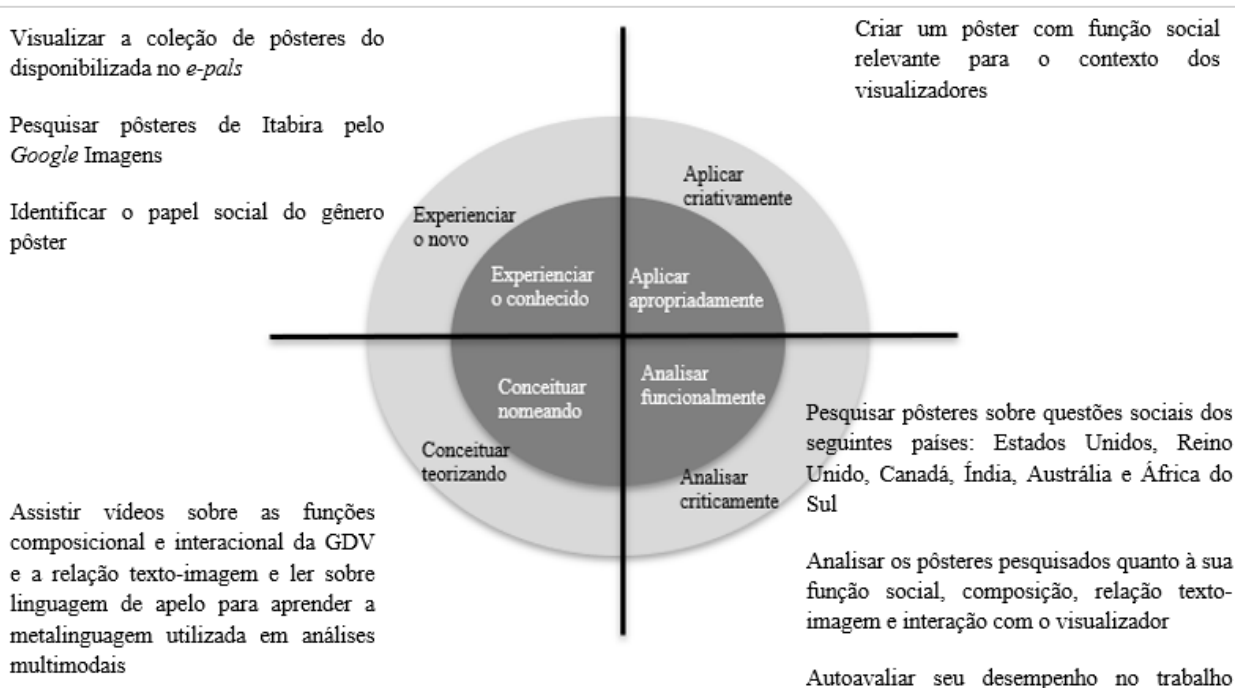 Visualizar a coleção de pôsteres do
disponibilizada no e-pals
Pesquisar pôsteres de Itabira pelo
Google Imagens
Identificar o papel social do gênero
pôster
Criar um pôster com função social
relevante para o contexto dos
visualizadores
Experienciar
o novo
Aplicar
criativamente
Experienciar
o conhecido
Aplicar
apropriadamente
Conceituar
nomeando
Analisar
funcionalmente
Conceituar
teorizando
Analisar
criticamente
Assistir vídeos sobre as funções
composicional e interacional da GDV
e a relação texto-imagem e ler sobre
linguagem de apelo para aprender a
metalinguagem utilizada em análises
multimodais
Pesquisar pôsteres sobre questões sociais dos
seguintes países: Estados Unidos, Reino
Unido, Canadá, Índia, Austrália e África do
Sul
Analisar os pôsteres pesquisados quanto à sua
função social, composição, relação texto-
imagem e interação com o visualizador
Autoavaliar seu desempenho no trabalho